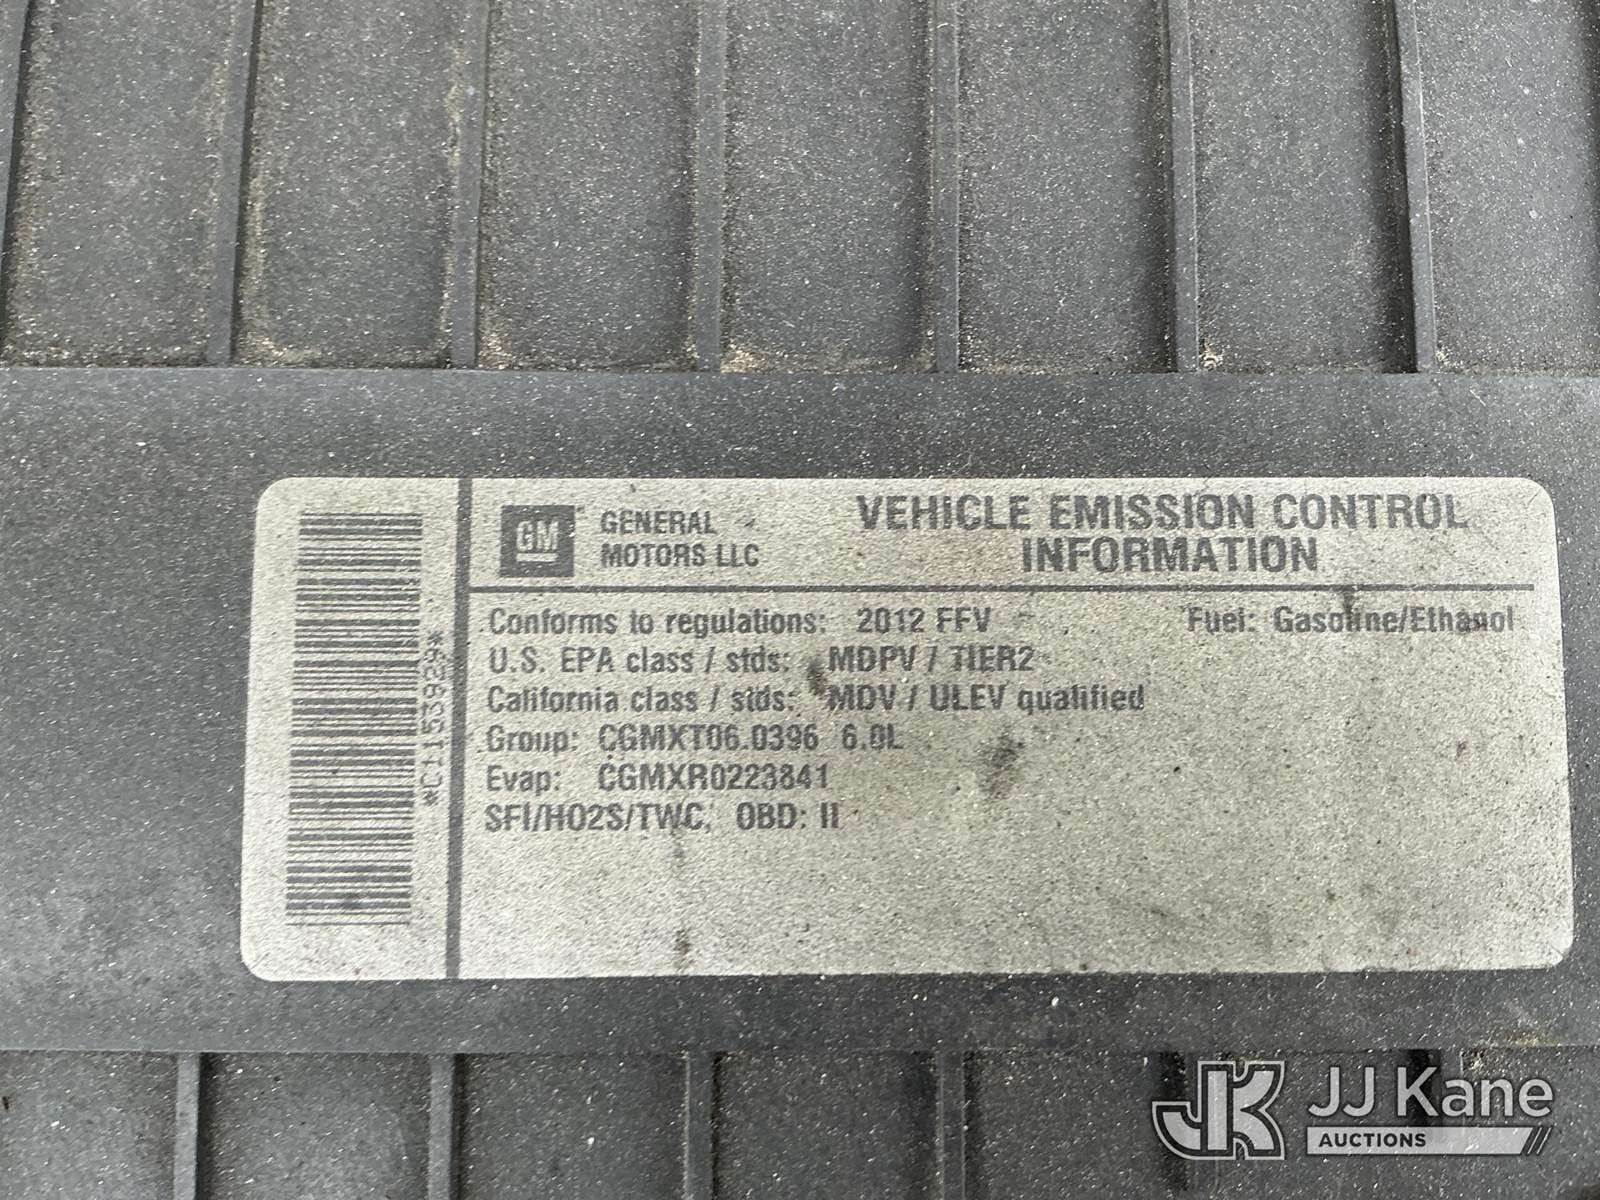 GM GENERAL MOTORS LLC
VEHICLE EMISSION CONTROL
INFORMATION
Conforms to regulations: 2012 FFV Fuel: Gasoline/Ethanol
U.S. EPA class / stds: MDPV / TIER2
California class / stds: MDV / ULEV qualified
Group: CGMXT06.0396 6.0L
Evap: CGMXR0223841
SFI/HO2S/TWC, OBD: II
*C1153929*
JK JJ Kane
AUCTIONS